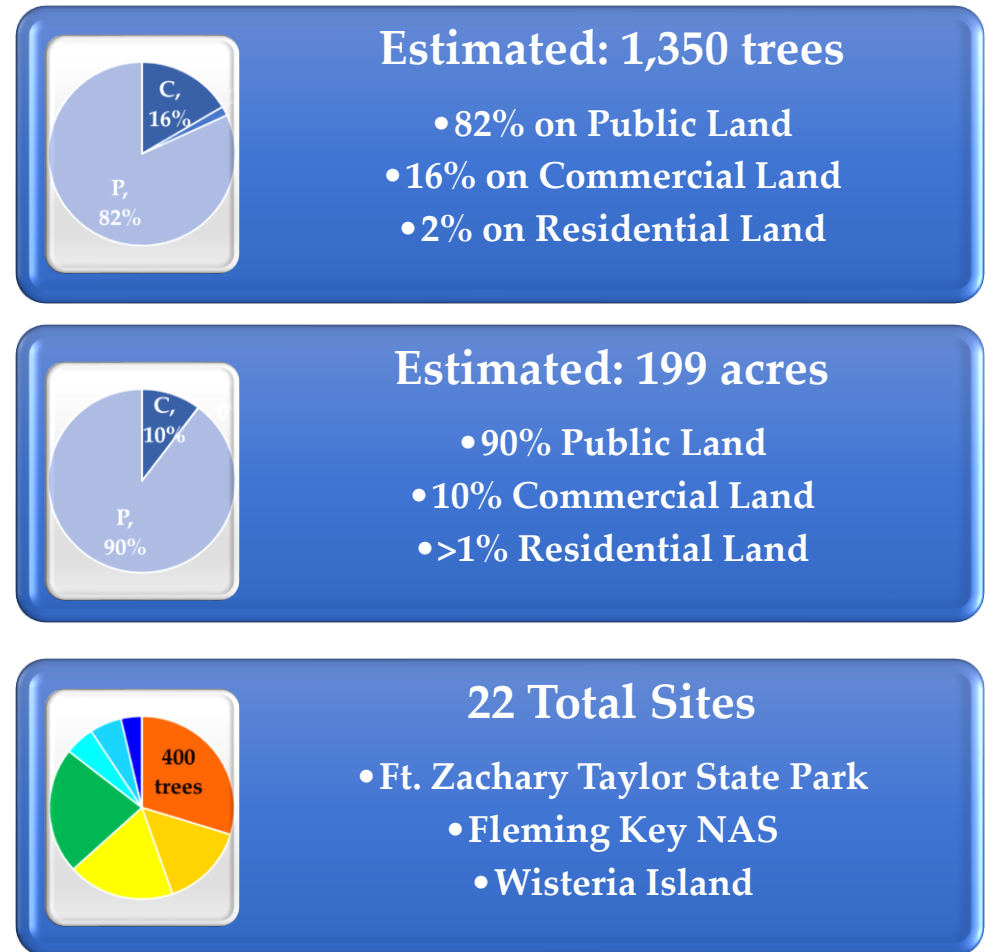 Estimated: 1,350 trees
C,
16%
P,
82%
•82% on Public Land
•16% on Commercial Land
•2% on Residential Land
Estimated: 199 acres
C,
10%
P,
90%
•90% Public Land
•10% Commercial Land
•>1% Residential Land
22 Total Sites
400
trees
•Ft. Zachary Taylor State Park
•Fleming Key NAS
•Wisteria Island